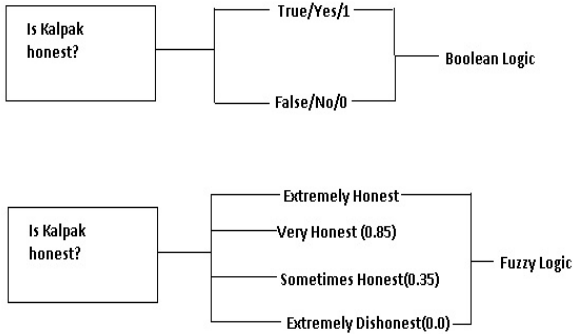 Is Kalpak
honest?
True/Yes/1
False/No/0
Boolean Logic
Is Kalpak
honest?
Extremely Honest
Very Honest (0.85)
Sometimes Honest(0.35)
Extremely Dishonest(0.0)
Fuzzy Logic